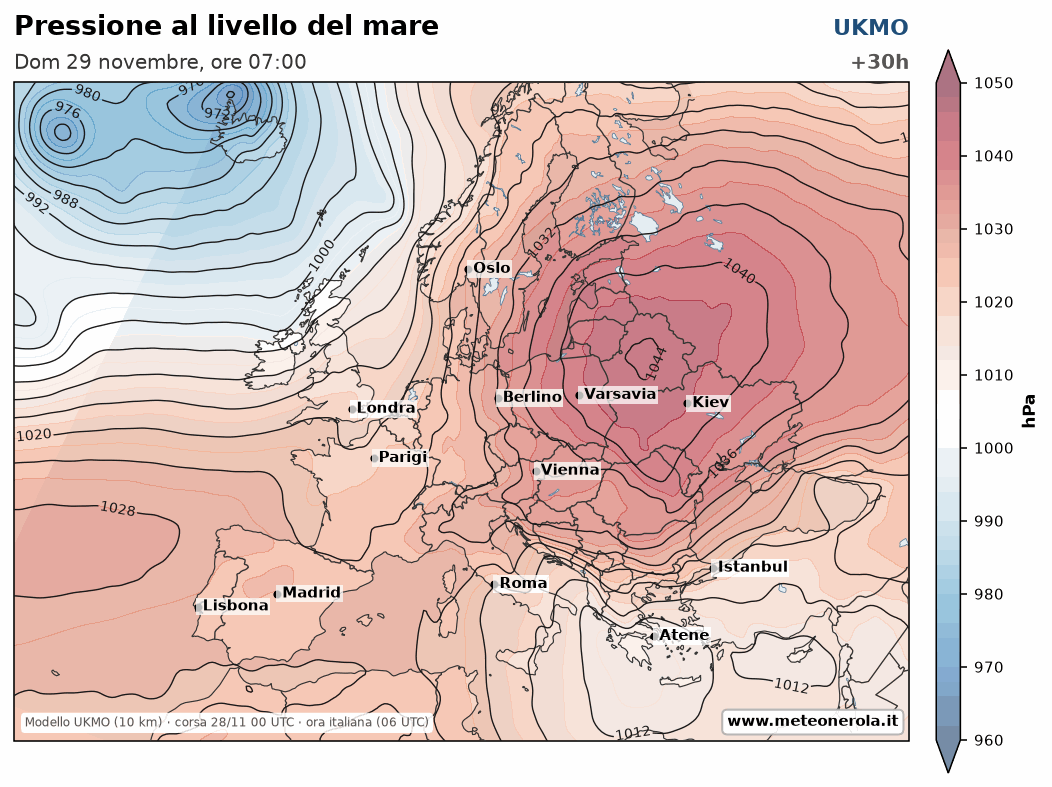 Pressione al livello del mare
UKMO
Dom 29 novembre, ore 07:00
+30h
980
976
972
992
988
1000
1032
1040
1044
1036
1020
1028
1012
1012
Oslo
Berlino
Varsavia
Kiev
Londra
Parigi
Vienna
Istanbul
Roma
Madrid
Lisbona
Atene
1050
1040
1030
1020
1010
1000
990
980
970
960
hPa
Modello UKMO (10 km) · corsa 28/11 00 UTC · ora italiana (06 UTC)
www.meteonerola.it